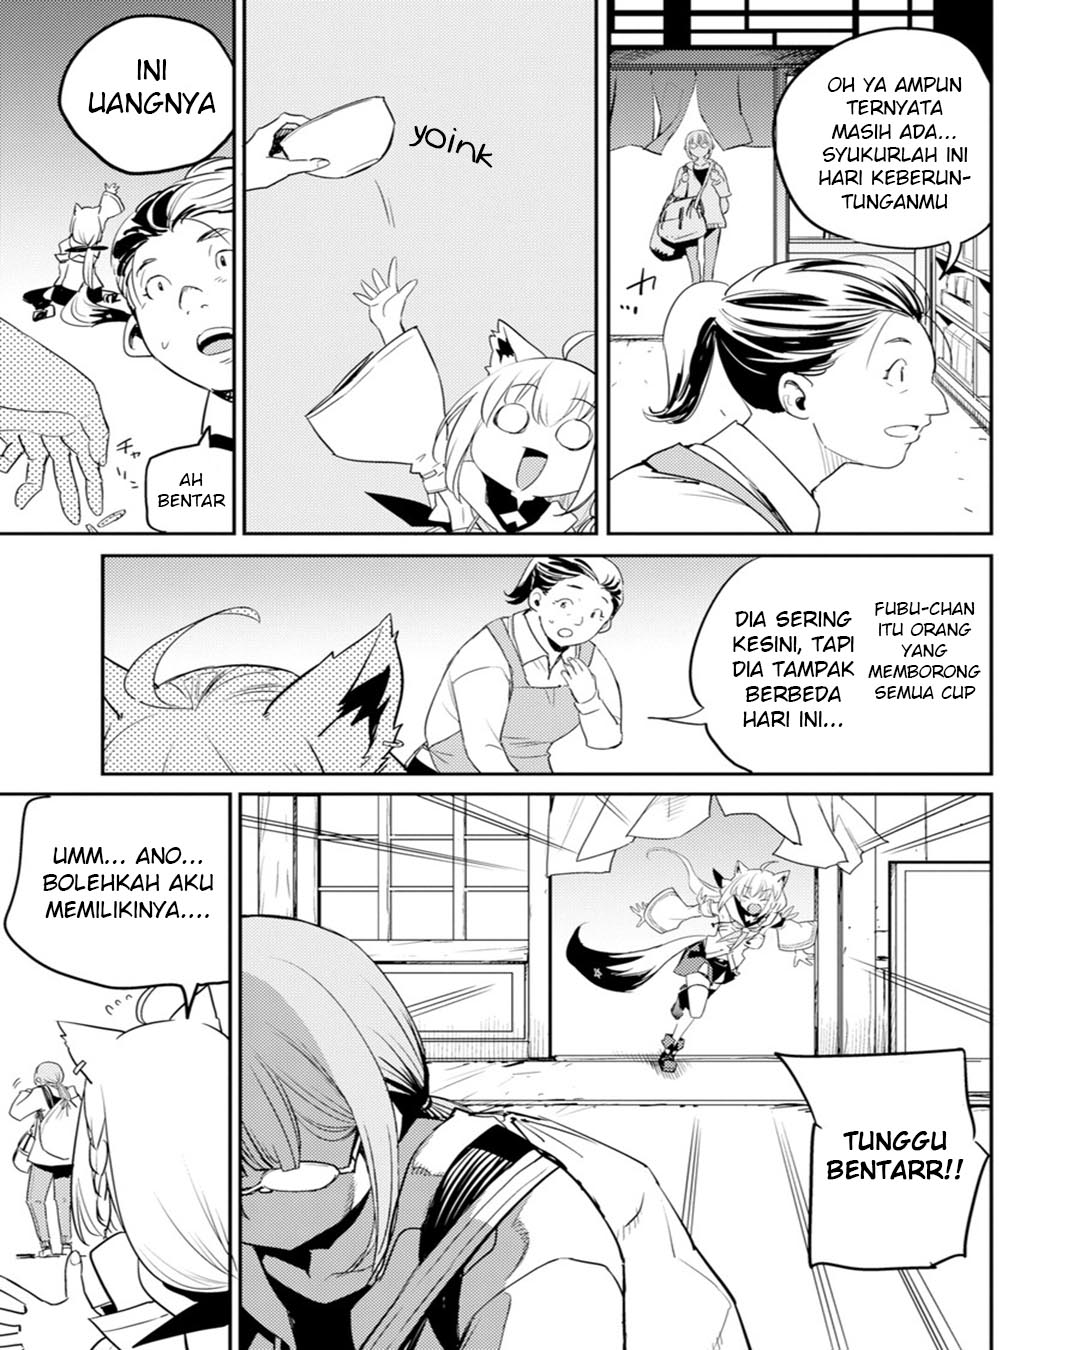 OH YA AMPUN
TERNYATA
MASIH ADA...
SYUKURLAH INI
HARI KEBERUN-
TUNGANMU
yoink
INI
UANGNYA
AH
BENTAR
チャ
FUBU-CHAN
ITU ORANG
YANG
MEMBORONG
SEMUA CUP
DIA SERING
KESINI, TAPI
DIA TAMPAK
BERBEDA
HARI INI...
TUNGGU
BENTARR!!
UMM... ANO...
BOLEHKAH AKU
MEMILIKINYA....